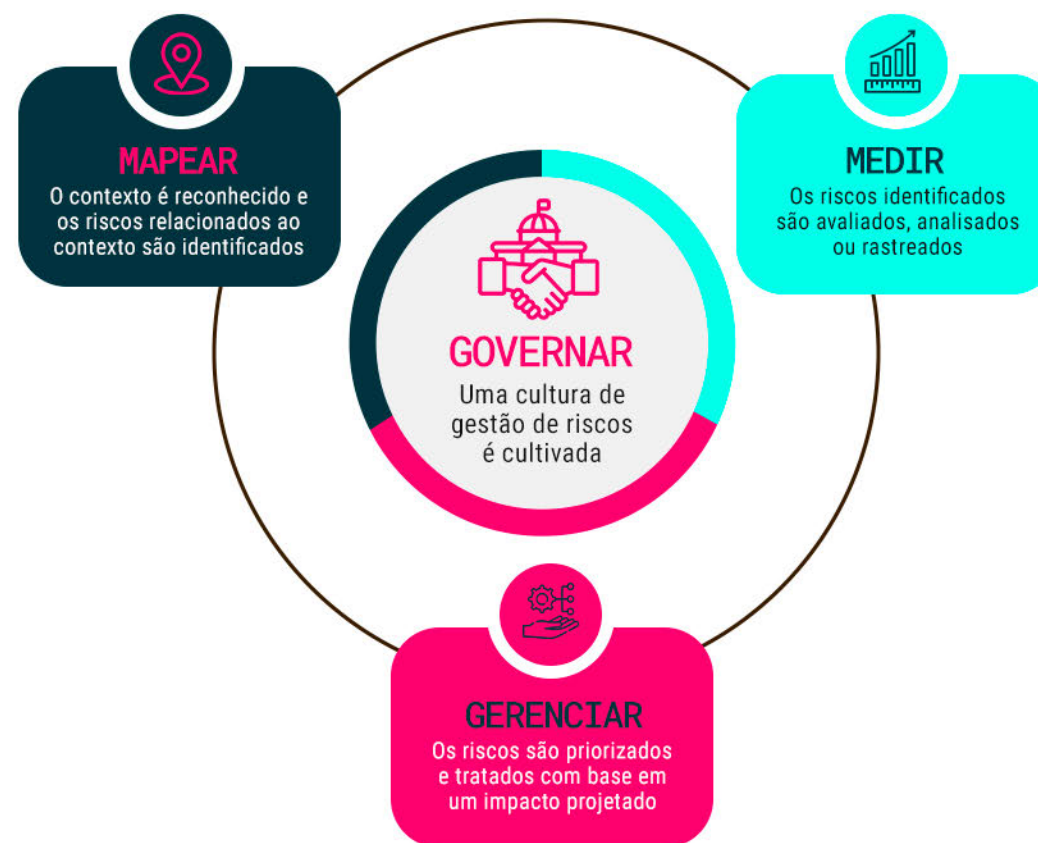 MAPEAR
O contexto é reconhecido e
os riscos relacionados ao
contexto são identificados
MEDIR
Os riscos identificados
são avaliados, analisados
ou rastreados
GOVERNAR
Uma cultura de
gestão de riscos
é cultivada
GERENCIAR
Os riscos são priorizados
e tratados com base em
um impacto projetado